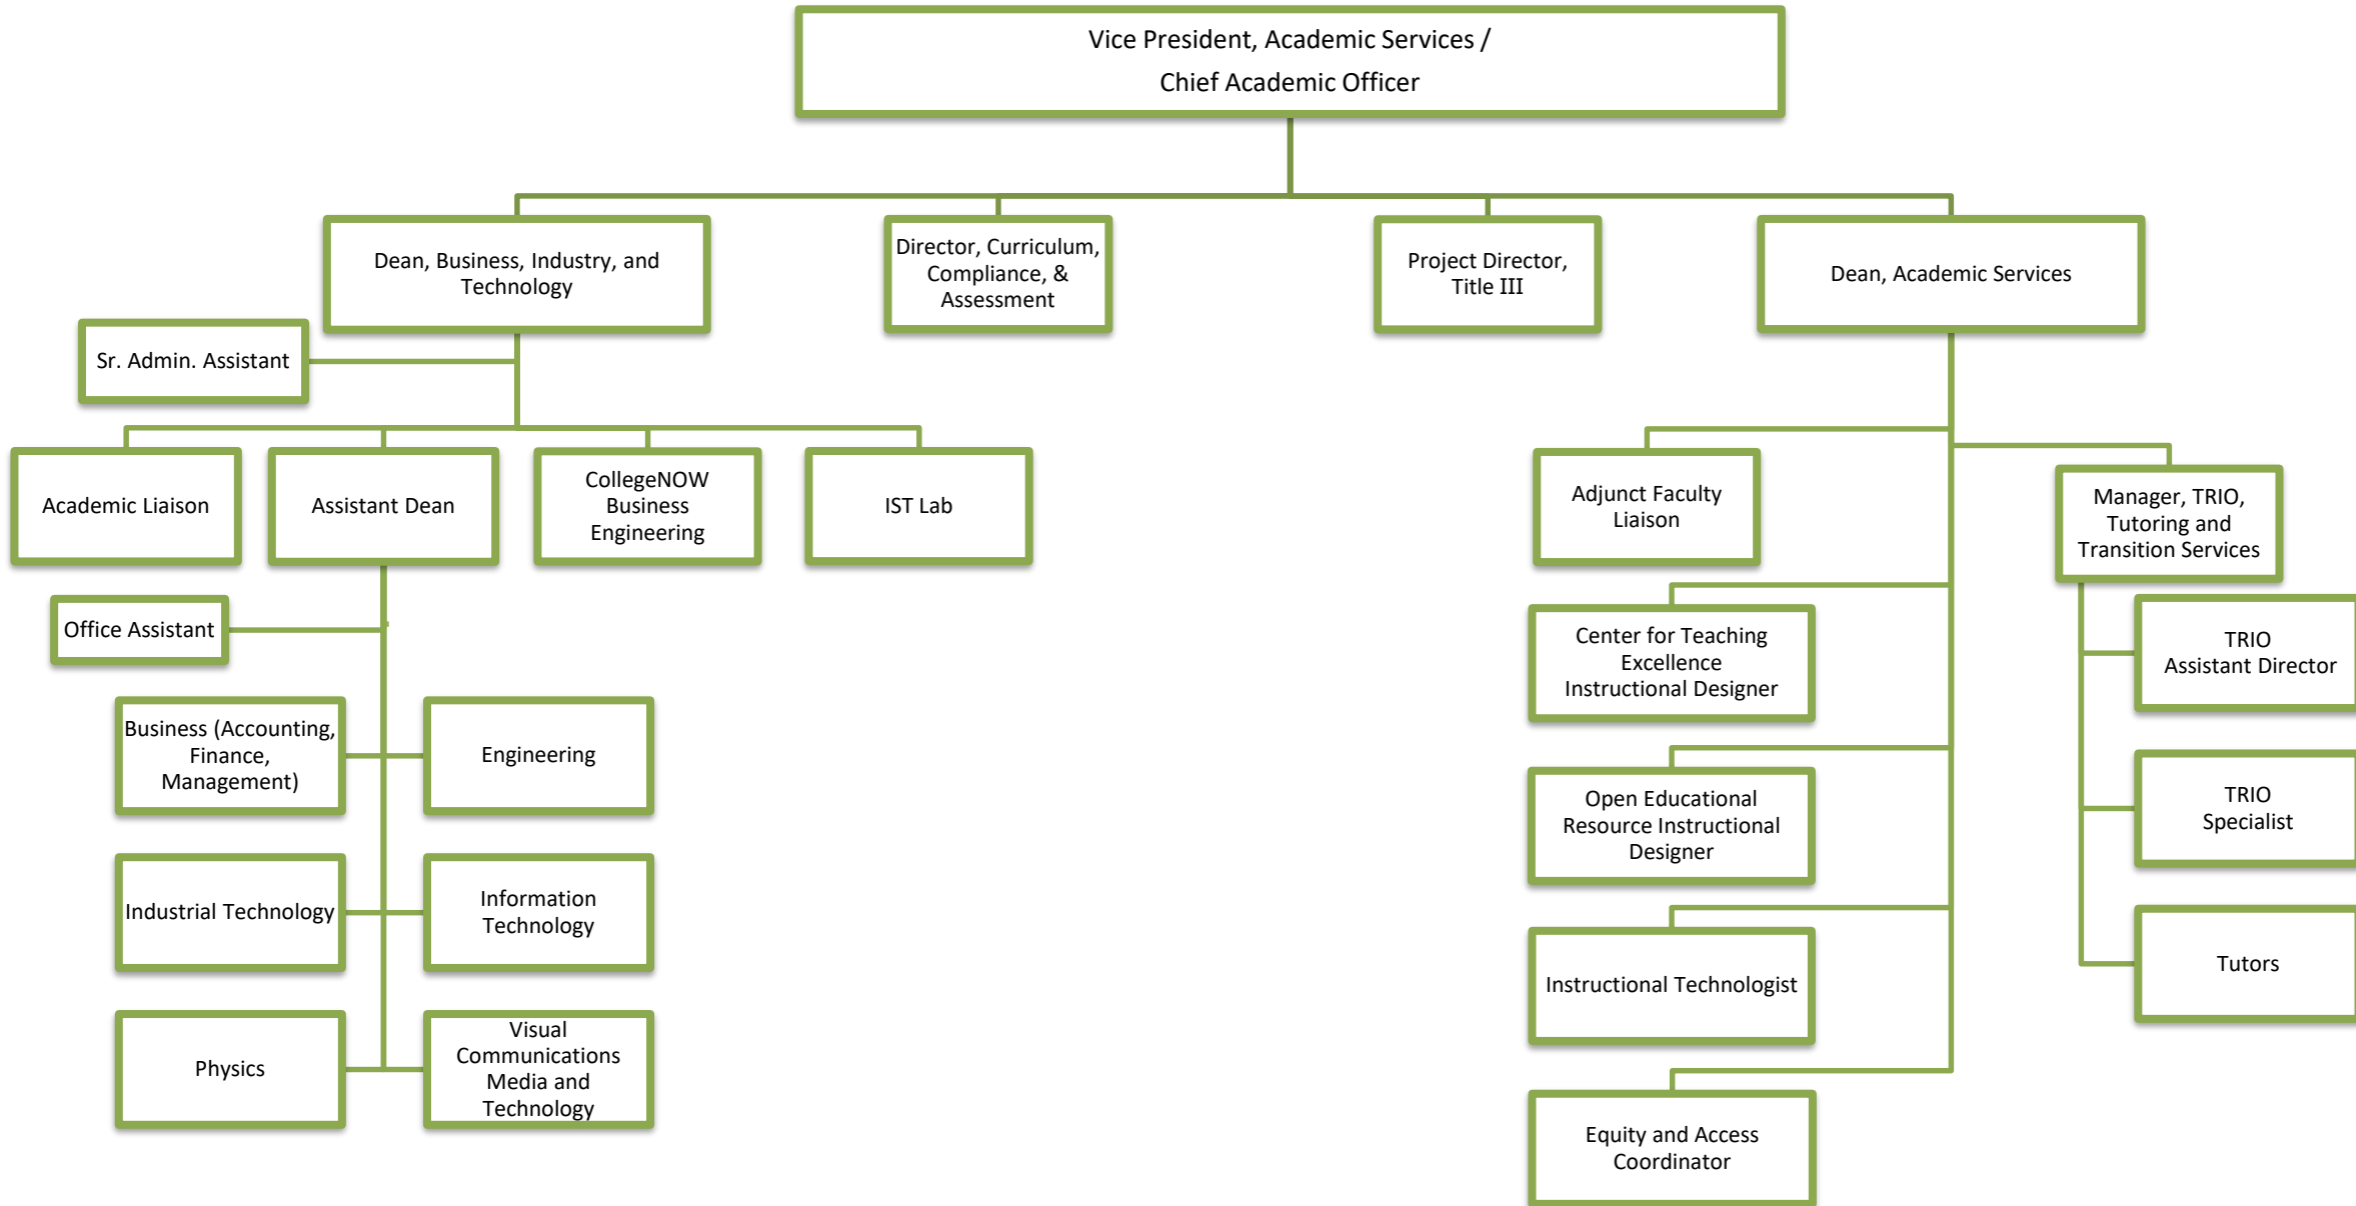 Vice President, Academic Services /
Chief Academic Officer
Dean, Business, Industry, and
Technology
Director, Curriculum,
Compliance, &
Assessment
Project Director,
Title III
Dean, Academic Services
Sr. Admin. Assistant
Academic Liaison
Assistant Dean
CollegeNOW
Business
Engineering
IST Lab
Adjunct Faculty
Liaison
Manager, TRIO,
Tutoring and
Transition Services
Office Assistant
Center for Teaching
Excellence
Instructional Designer
TRIO
Assistant Director
Business (Accounting,
Finance,
Management)
Engineering
Open Educational
Resource Instructional
Designer
TRIO
Specialist
Industrial Technology
Information
Technology
Instructional Technologist
Tutors
Physics
Visual
Communications
Media and
Technology
Equity and Access
Coordinator